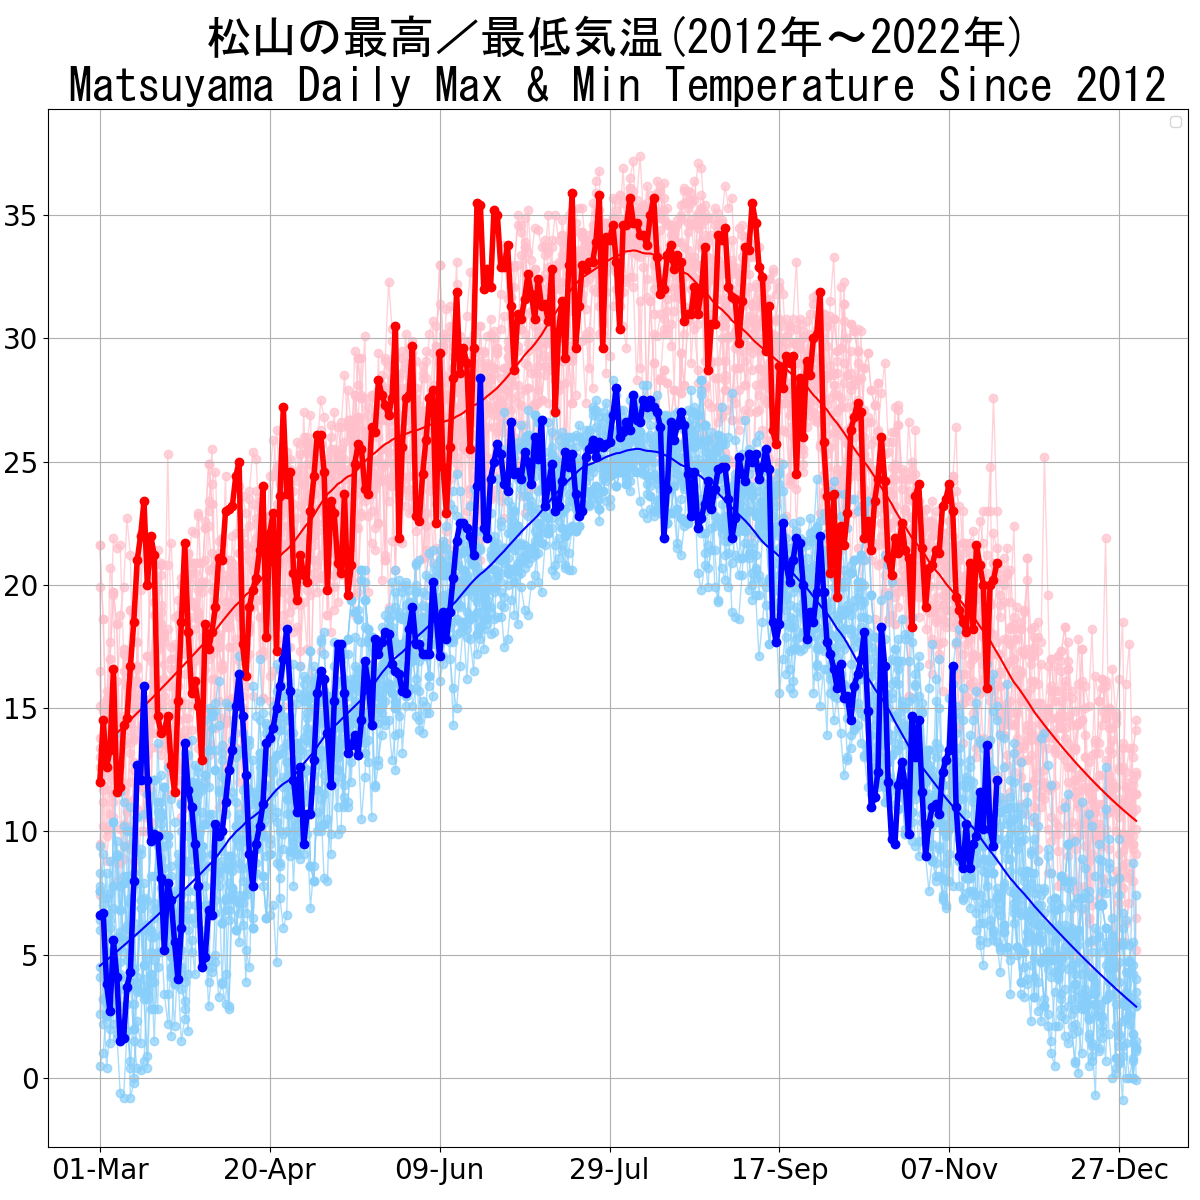 松山の最高／最低気温(2012年～2022年)
Matsuyama Daily Max & Min Temperature Since 2012
35
30
25
20
15
10
5
0
01-Mar 20-Apr 09-Jun 29-Jul 17-Sep 07-Nov 27-Dec